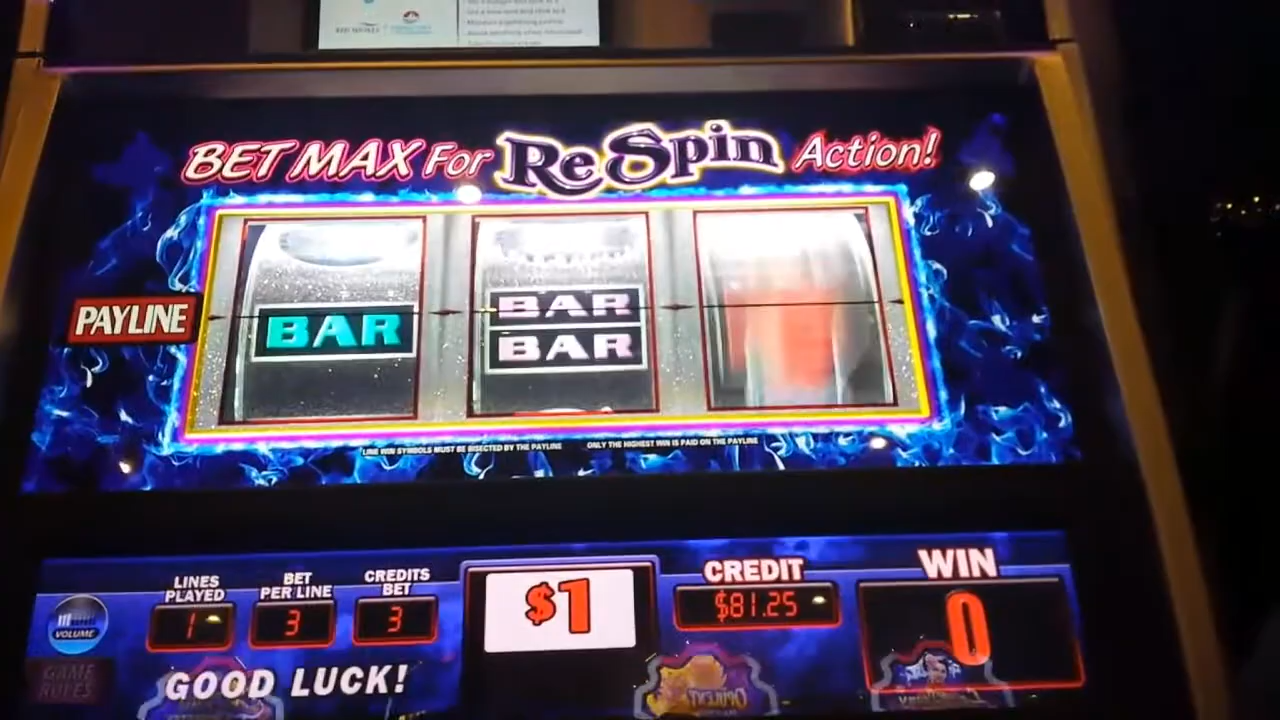 BET MAX For ReSpin Action!
PAYLINE
BAR
BAR
BAR
LINE WIN SYMBOLS MUST BE BISECTED BY THE PAYLINE
ONLY THE HIGHEST WIN IS PAID ON THE PAYLINE
LINES PLAYED
1
BET PER LINE
3
CREDITS BET
3
$1
CREDIT
$81.25
WIN
0
VOLUME
GAME RULES
GOOD LUCK!